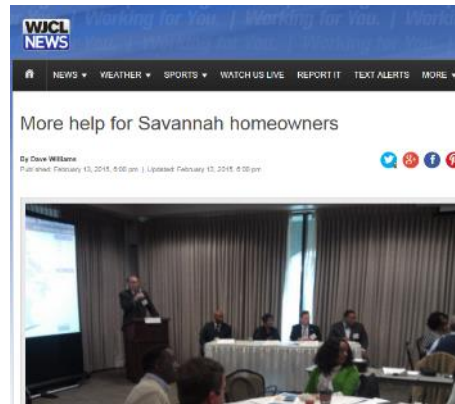 Working for You. | Working for You. | Worki
WJCL
NEWS
NEWS WEATHER SPORTS WATCH US LIVE REPORT IT TEXT ALERTS MORE
More help for Savannah homeowners
By Dave Williams
Published: February 13, 2015, 6:00 pm | Updated: February 13, 2015, 6:00 pm